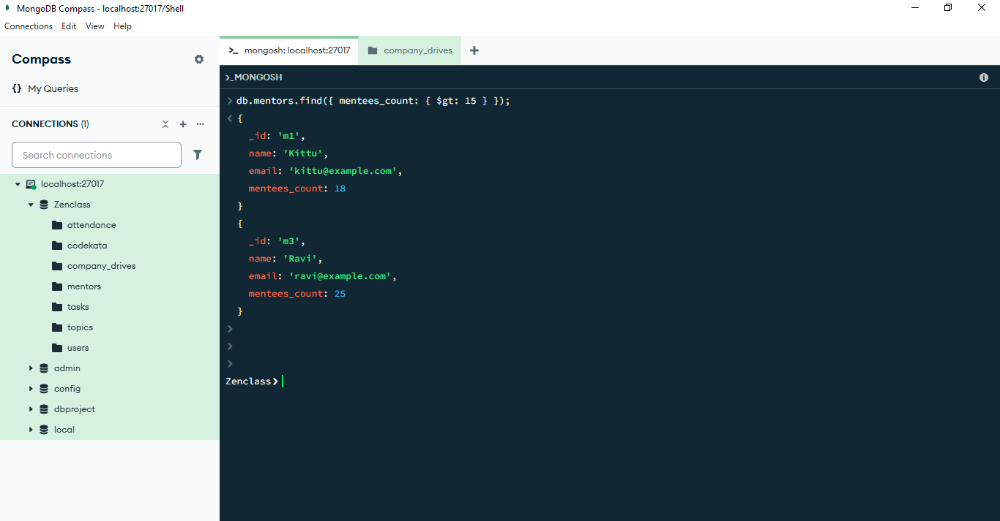 MongoDB Compass - localhost:27017/Shell
Connections Edit View Help
Compass
{} My Queries
CONNECTIONS (1)
Search connections
localhost:27017
Zenclass
attendance
codekata
company_drives
mentors
tasks
topics
users
admin
config
dbproject
local
>_ mongosh: localhost:27017 company_drives +
>_MONGOSH
> db.mentors.find({ mentees_count: { $gt: 15 } });
< {
_id: 'm1',
name: 'Kittu',
email: 'kittu@example.com',
mentees_count: 18
}
{
_id: 'm3',
name: 'Ravi',
email: 'ravi@example.com',
mentees_count: 25
}
>
>
>
Zenclass>